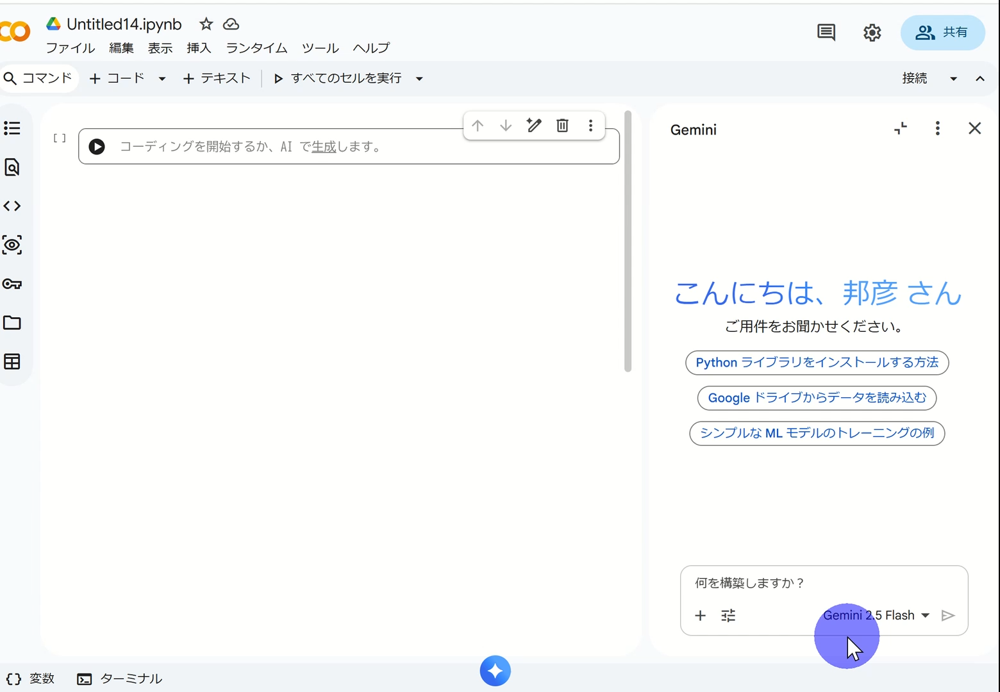 Untitled14.ipynb
ファイル 編集 表示 挿入 ランタイム ツール ヘルプ
共有
コマンド + コード + テキスト すべてのセルを実行
接続
[ ]
コーディングを開始するか、AI で生成します。
Gemini
こんにちは、邦彦 さん
ご用件をお聞かせください。
Python ライブラリをインストールする方法
Google ドライブからデータを読み込む
シンプルな ML モデルのトレーニングの例
何を構築しますか？
Gemini 2.5 Flash
変数 ターミナル